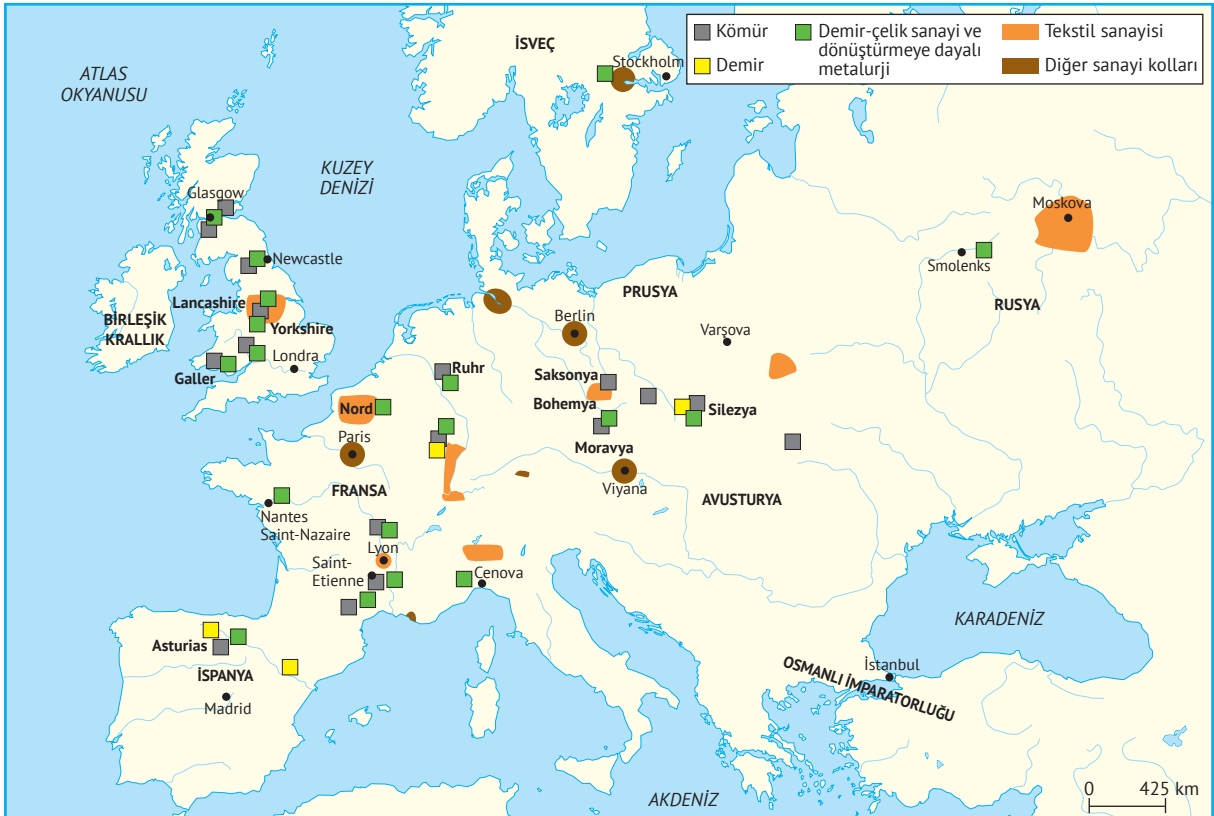 Kömür
Demir
Demir-çelik sanayi ve
dönüştürmeye dayalı
metalurji
Tekstil sanayisi
Diğer sanayi kolları
ATLAS
OKYANUSU
İSVEÇ
Stockholm
KUZEY
DENİZİ
Glasgow
Moskova
Newcastle
Smolenks
PRUSYA
RUSYA
Lancashire
BİRLEŞİK
KRALLIK
Yorkshire
Berlin
Varşova
Londra
Galler
Ruhr
Saksonya
Nord
Bohemya
Silezya
Paris
Moravya
FRANSA
Viyana
AVUSTURYA
Nantes
Saint-Nazaire
Lyon
Saint-
Etienne
Cenova
KARADENİZ
Asturias
İSPANYA
Madrid
İstanbul
OSMANLI İMPARATORLUĞU
AKDENİZ
0 425 km